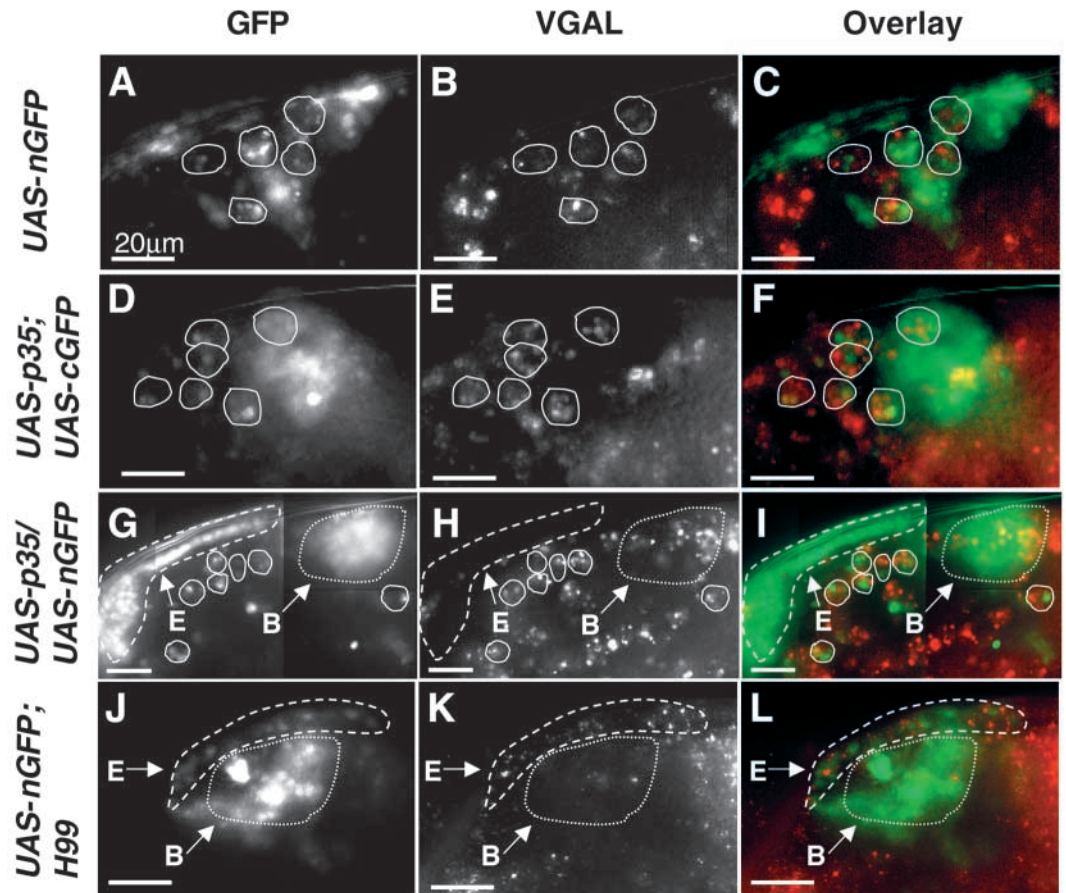 GFP
VGAL
Overlay
UAS-nGFP
A
B
C
20μm
UAS-p35;
UAS-cGFP
D
E
F
UAS-p35/
UAS-nGFP
G
H
I
E
B
E
B
E
B
UAS-nGFP;
H99
J
K
L
E
B
E
B
E
B